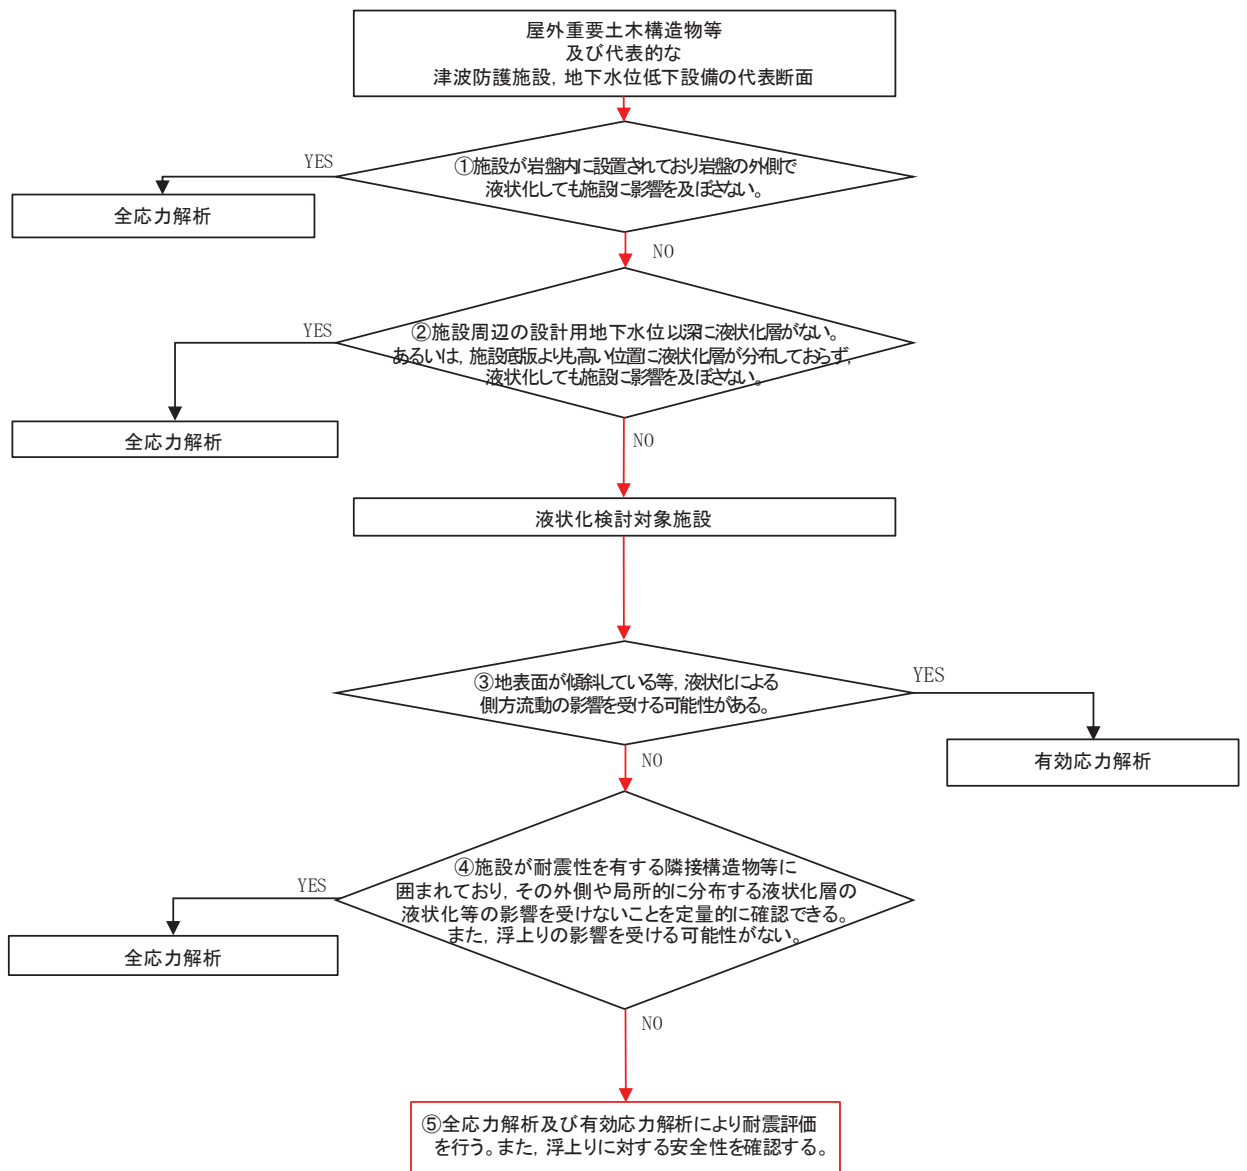 屋外重要土木構造物等
及び代表的な
津波防護施設，地下水位低下設備の代表断面
YES
①施設が岩盤内に設置されており岩盤の外側で
液状化しても施設に影響を及ぼさない。
全応力解析
NO
YES
②施設周辺の設計用地下水位以深に液状化層がない。
あるいは，施設底版よりも高い位置に液状化層が分布しておらず，
液状化しても施設に影響を及ぼさない。
全応力解析
NO
液状化検討対象施設
③地表面が傾斜している等，液状化による
側方流動の影響を受ける可能性がある。
YES
有効応力解析
NO
YES
④施設が耐震性を有する隣接構造物等に
囲まれており，その外側や局所的に分布する液状化層の
液状化等の影響を受けないことを定量的に確認できる。
また，浮上りの影響を受ける可能性がない。
全応力解析
NO
⑤全応力解析及び有効応力解析により耐震評価
を行う。また，浮上りに対する安全性を確認する。